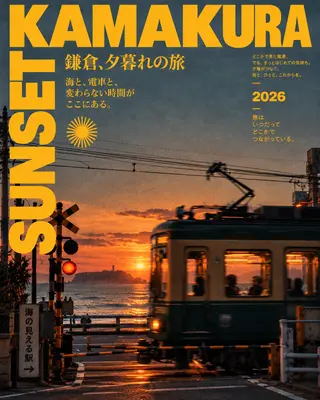 KAMAKURA
SUNSET
鎌倉、夕暮れの旅
海と、電車と、
変わらない時間が
ここにある。
2026
旅は
いつだって
どこかで
つながっている。
海の見える駅